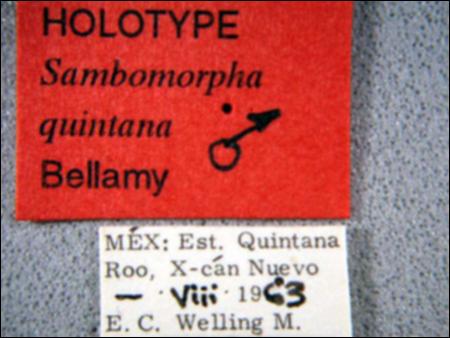 HOLOTYPE
Sambomorpha
quintana ♂
Bellamy
MÉX: Est. Quintana
Roo, X-cán Nuevo
— · Viii · 1963
E. C. Welling M.